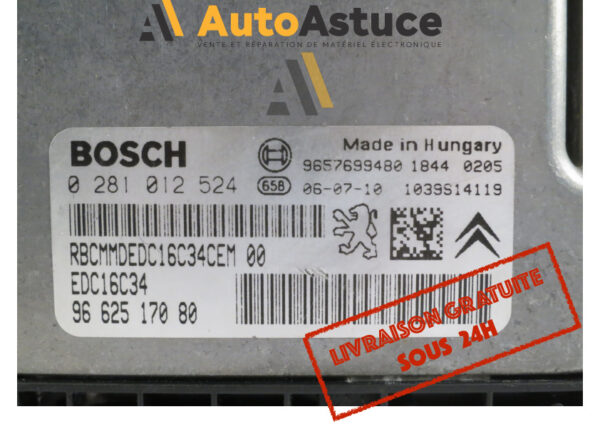 AutoAstuce
VENTE ET RÉPARATION DE MATÉRIEL ÉLECTRONIQUE
BOSCH
Made in Hungary
9657699480 1844 0205
0 281 012 524
658
06-07-10 1039S14119
RBCMMDEDC16C34CEM 00
EDC16C34
96 625 170 80
LIVRAISON GRATUITE
SOUS 24H